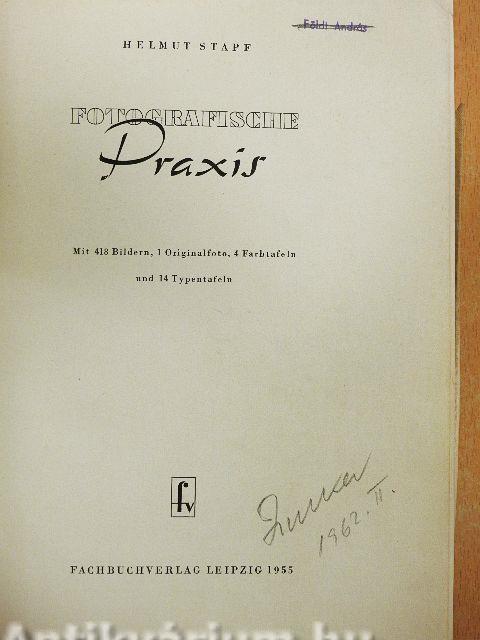 Földi András
HELMUT STAPF
FOTOGRAFISCHE
Praxis
Mit 418 Bildern, 1 Originalfoto, 4 Farbtafeln
und 14 Typentafeln
fv
1962. II.
FACHBUCHVERLAG LEIPZIG 1955
Antikvárium.hu